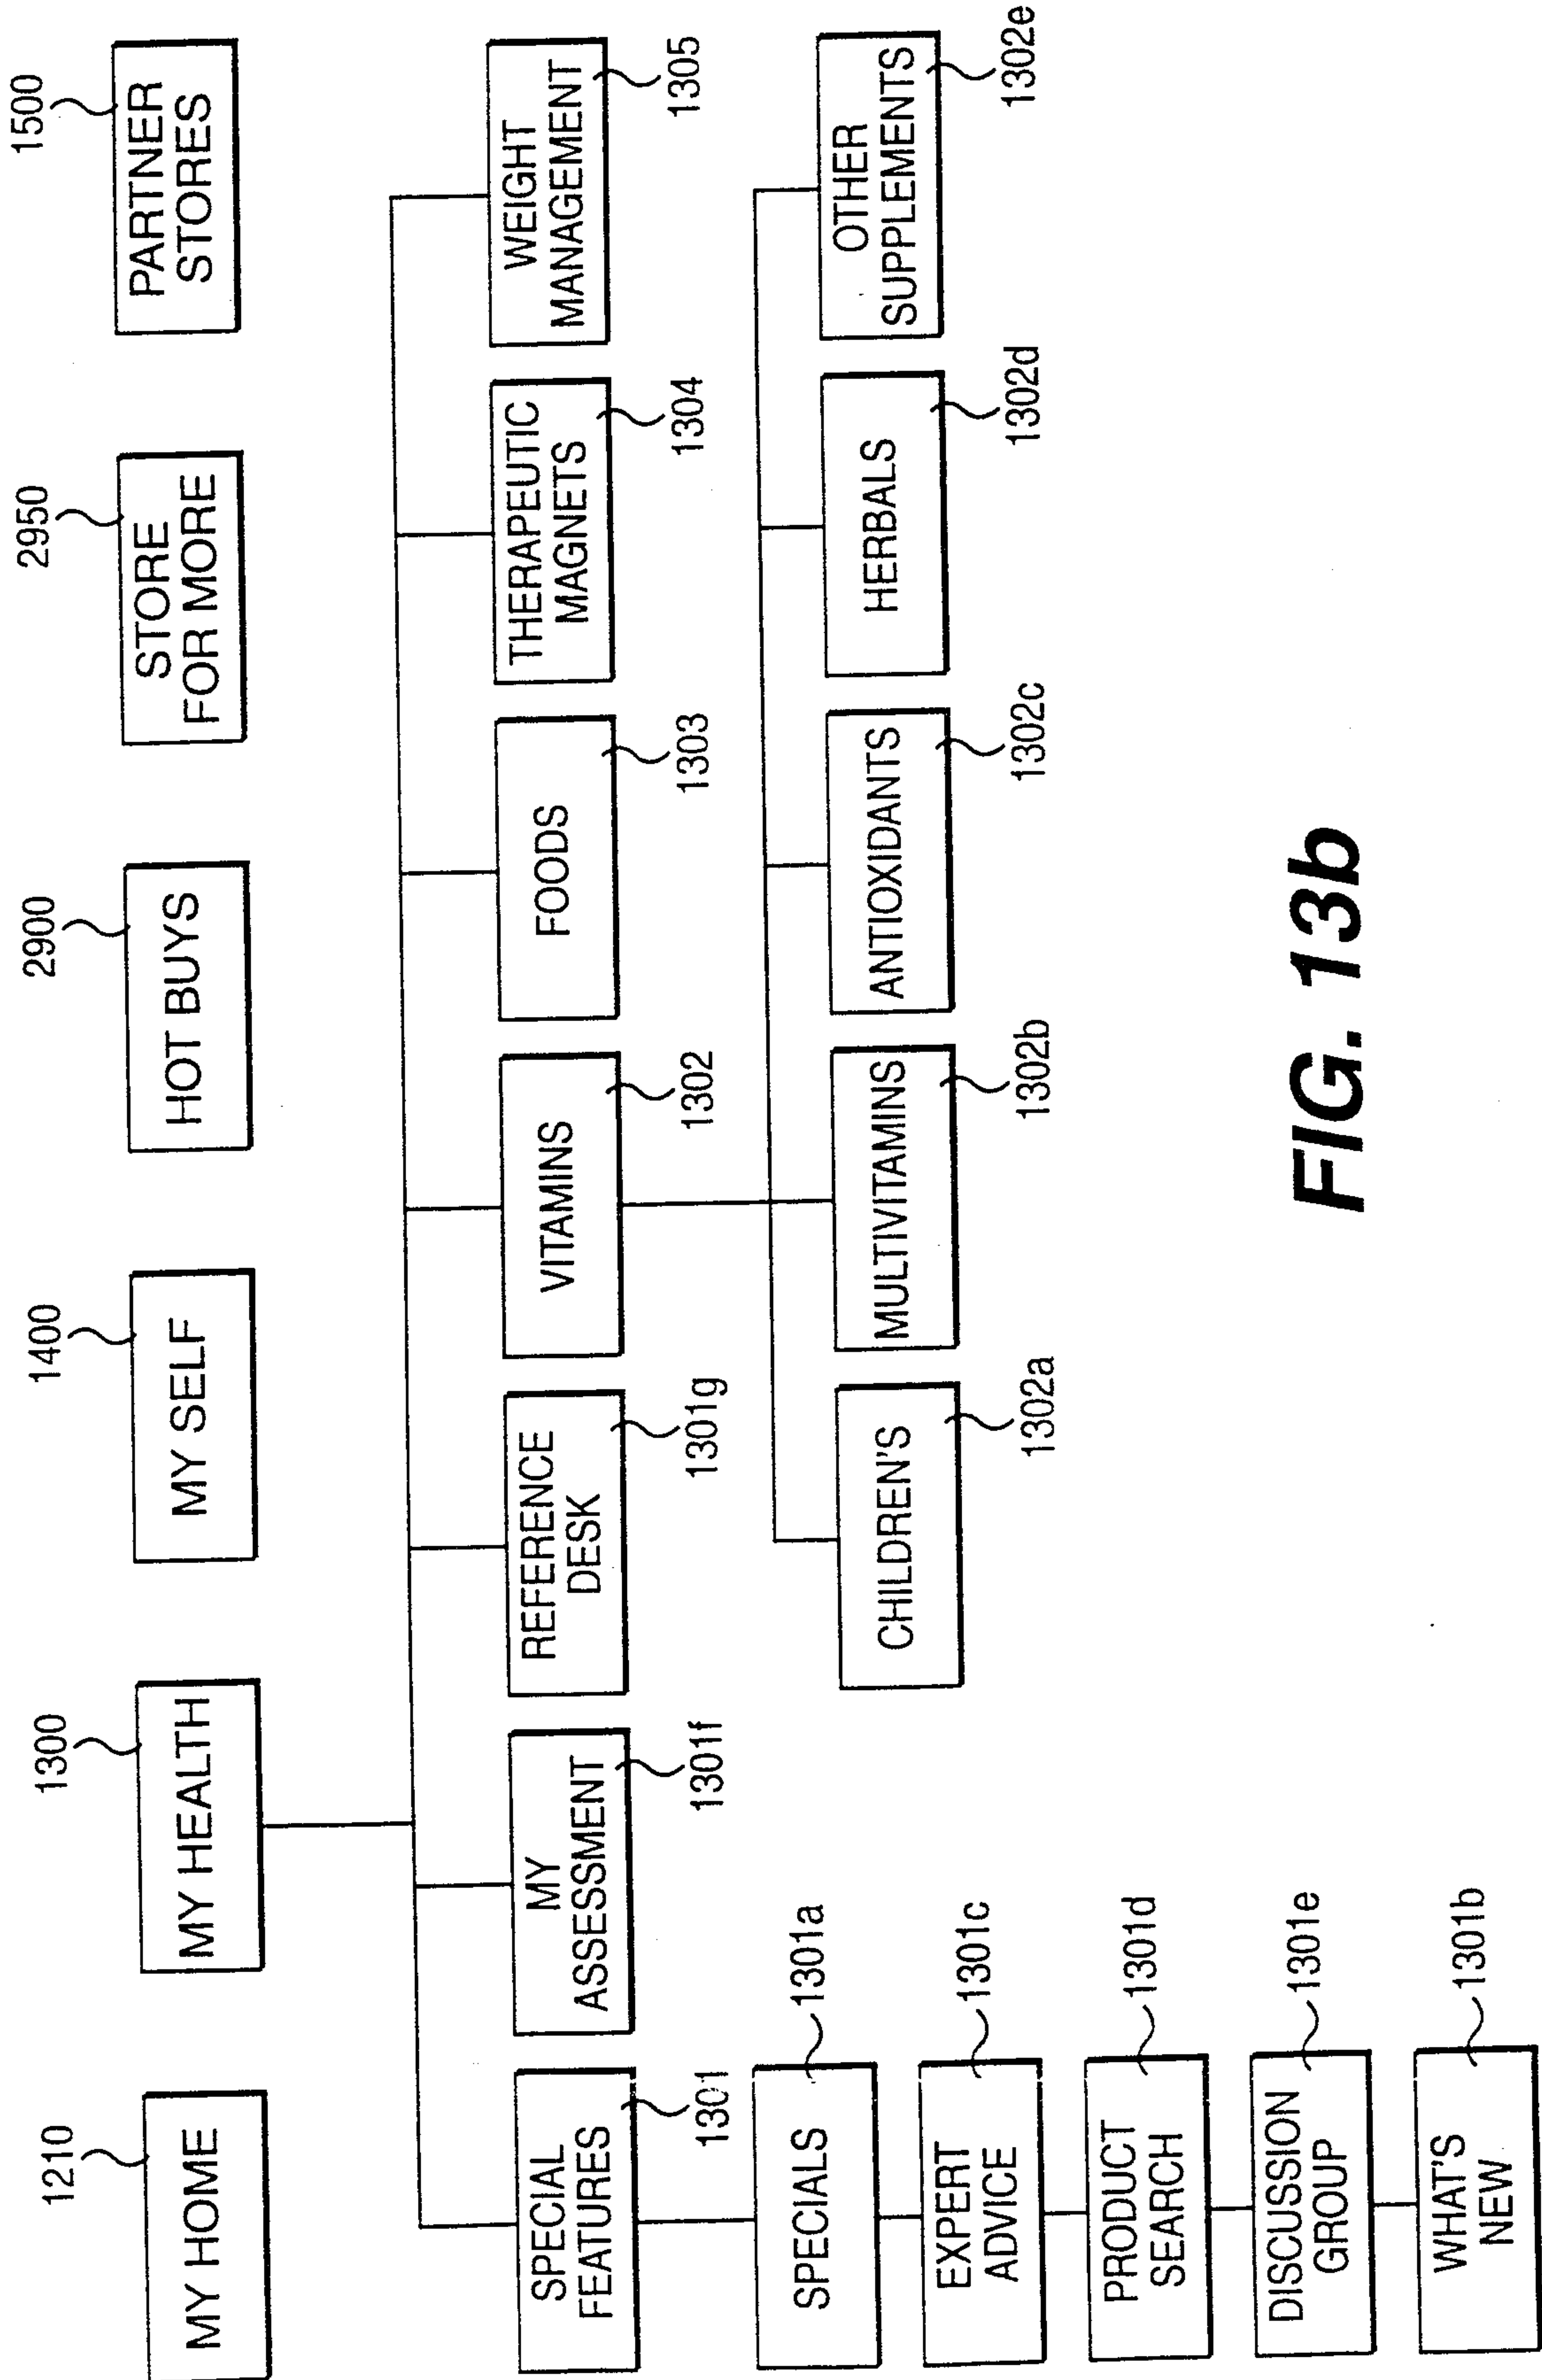 1210
1300
1400
2900
2950
1500
MY HOME
MY HEALTH
MY SELF
HOT BUYS
STORE
FOR MORE
PARTNER
STORES
SPECIAL
FEATURES
1301
MY
ASSESSMENT
1301f
REFERENCE
DESK
1301g
VITAMINS
1302
FOODS
1303
THERAPEUTIC
MAGNETS
1304
WEIGHT
MANAGEMENT
1305
SPECIALS
1301a
EXPERT
ADVICE
1301c
PRODUCT
SEARCH
1301d
DISCUSSION
GROUP
1301e
WHAT'S
NEW
1301b
CHILDREN'S
1302a
MULTIVITAMINS
1302b
ANTIOXIDANTS
1302c
HERBALS
1302d
OTHER
SUPPLEMENTS
1302e
FIG. 13b